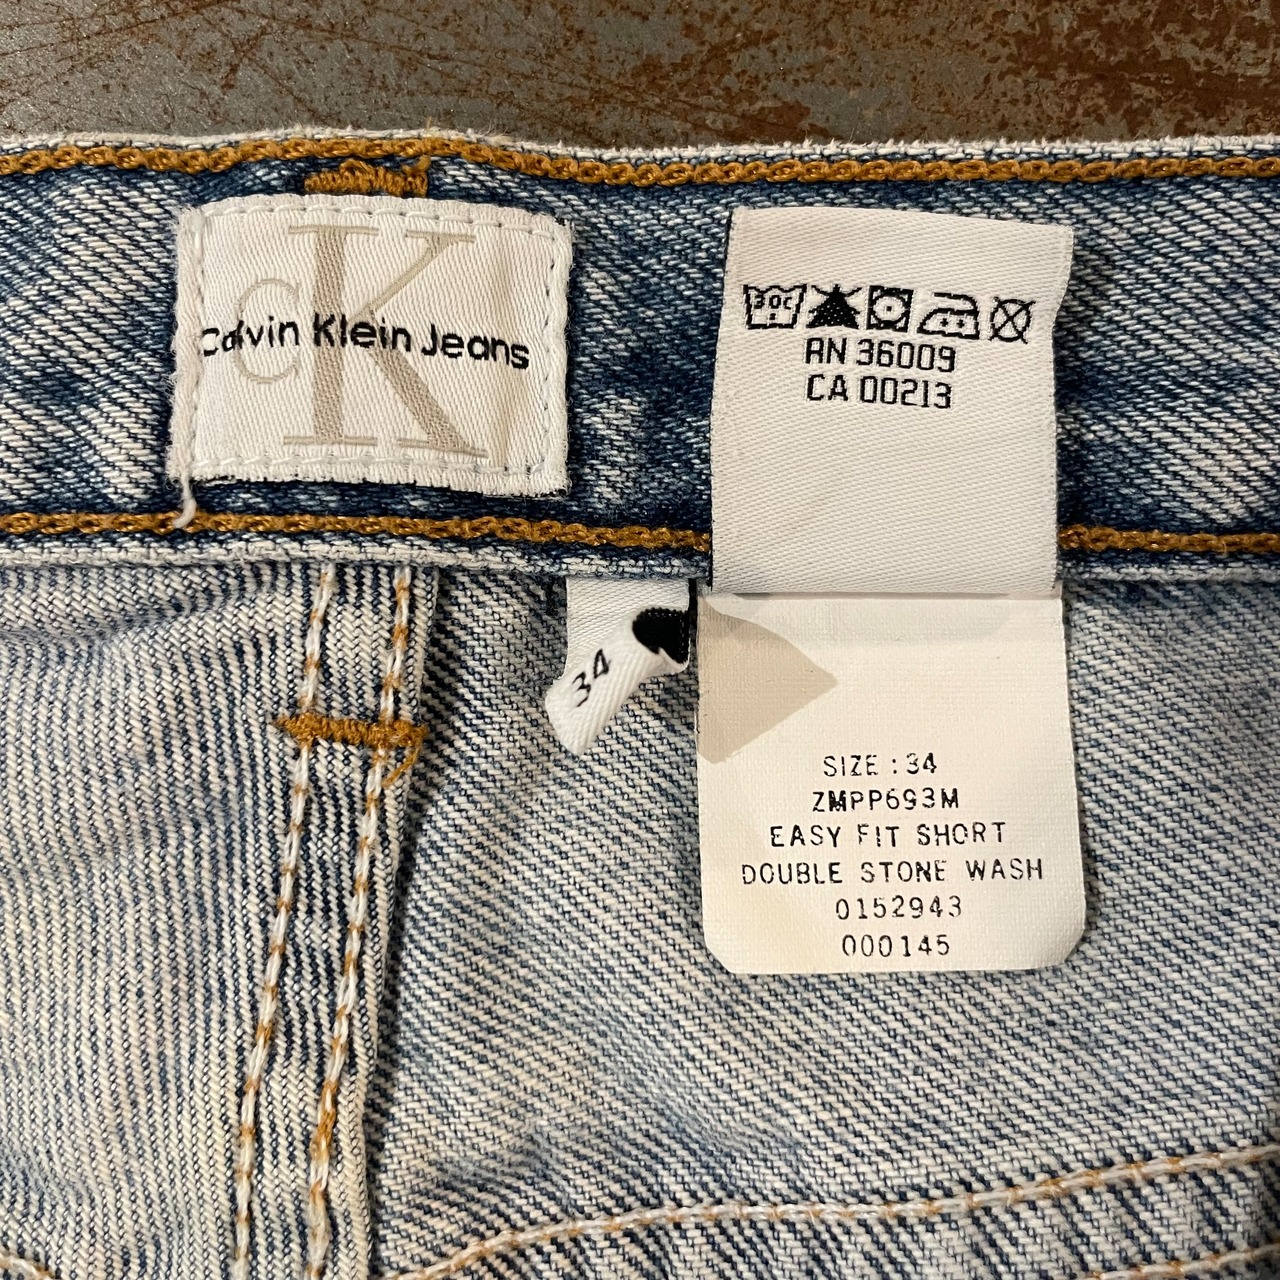 CK
Calvin Klein Jeans
30C
RN 36009
CA 00213
34
SIZE : 34
ZMPP693M
EASY FIT SHORT
DOUBLE STONE WASH
0152943
000145